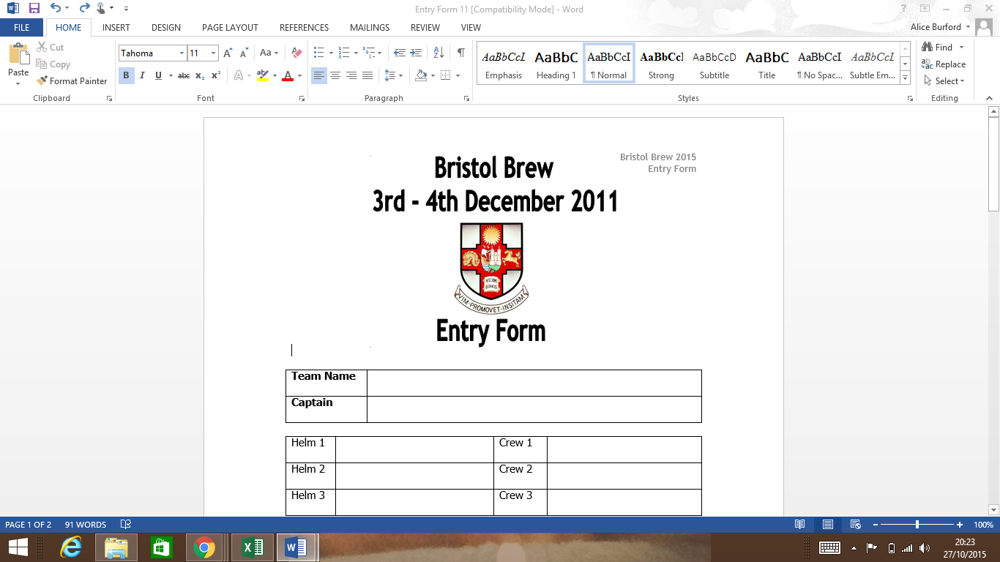 Entry Form 11 [Compatibility Mode] - Word
FILE HOME INSERT DESIGN PAGE LAYOUT REFERENCES MAILINGS REVIEW VIEW Alice Burford
Paste
Cut
Copy
Format Painter
Clipboard
Tahoma 11 Aa
B I U abc x₂ x² A A
Font
Paragraph
AaBbCcI AaBbC AaBbCcI AaBbCcI AaBbCcD AaBbC AaBbCcI AaBbCcI
Emphasis Heading 1 ¶ Normal Strong Subtitle Title ¶ No Spac... Subtle Em...
Styles
Find
Replace
Select
Editing
Bristol Brew 2015
Entry Form
Bristol Brew
3rd - 4th December 2011
VIM·PROMOVET·INSITAM
Entry Form
Team Name
Captain
Helm 1 Crew 1
Helm 2 Crew 2
Helm 3 Crew 3
PAGE 1 OF 2 91 WORDS 100%
20:23
27/10/2015